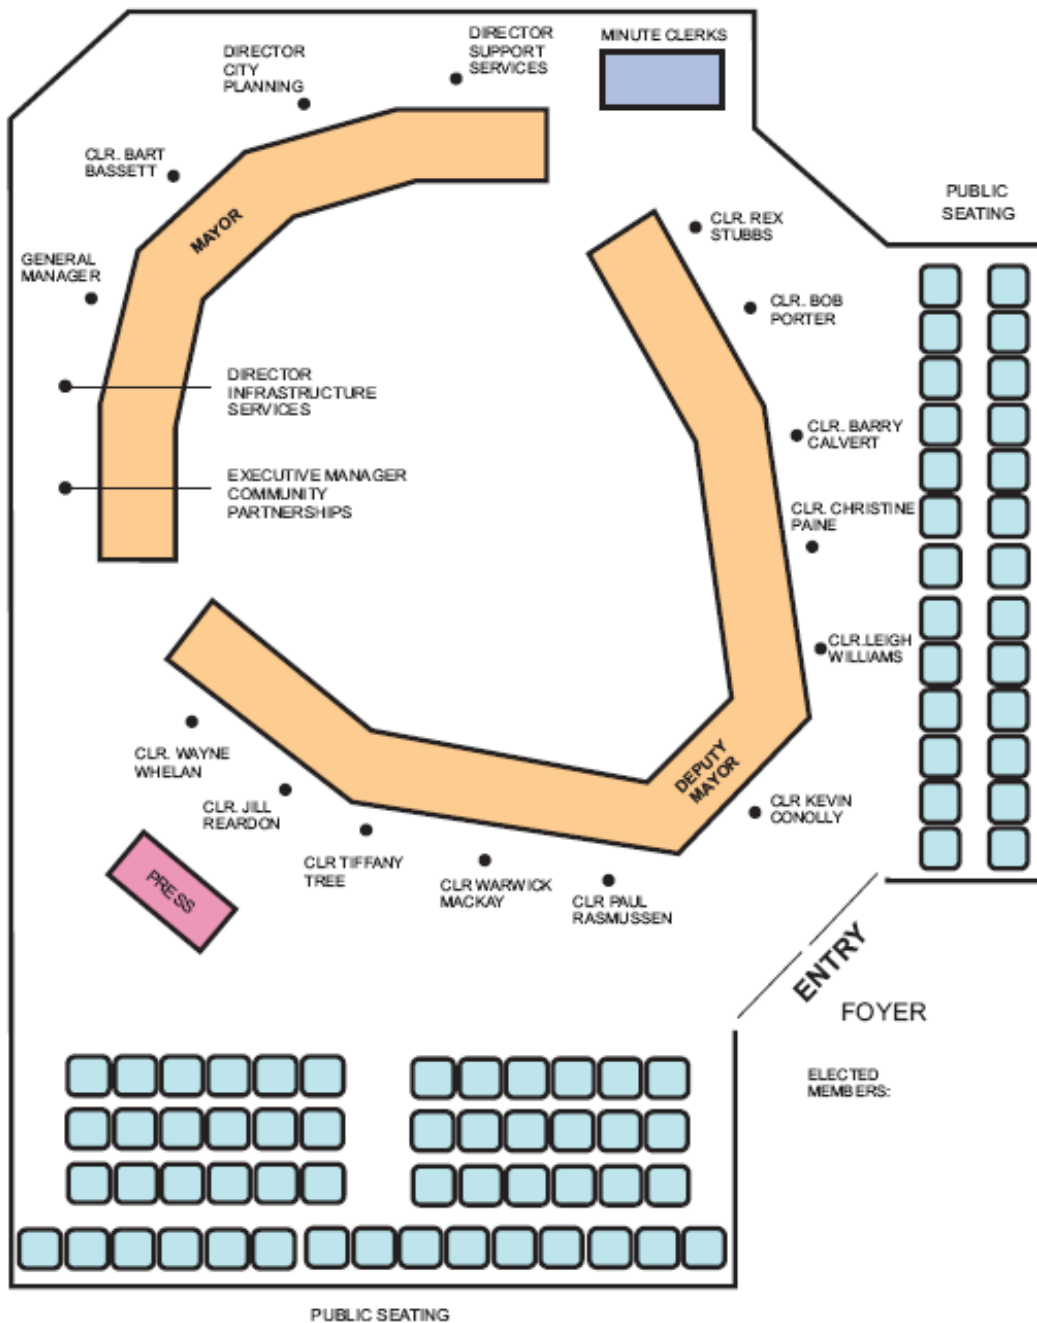 DIRECTOR
SUPPORT
SERVICES
MINUTE CLERKS
DIRECTOR
CITY
PLANNING
CLR. BART
BASSETT
MAYOR
GENERAL
MANAGER
PUBLIC
SEATING
CLR. REX
STUBBS
CLR. BOB
PORTER
DIRECTOR
INFRASTRUCTURE
SERVICES
CLR. BARRY
CALVERT
EXECUTIVE MANAGER
COMMUNITY
PARTNERSHIPS
CLR. CHRISTINE
PAINE
CLR.LEIGH
WILLIAMS
CLR. WAYNE
WHELAN
DEPUTY
MAYOR
CLR. JILL
REARDON
CLR KEVIN
CONOLLY
CLR TIFFANY
TREE
CLR WARWICK
MACKAY
CLR PAUL
RASMUSSEN
PRESS
ENTRY
FOYER
ELECTED
MEMBERS:
PUBLIC SEATING